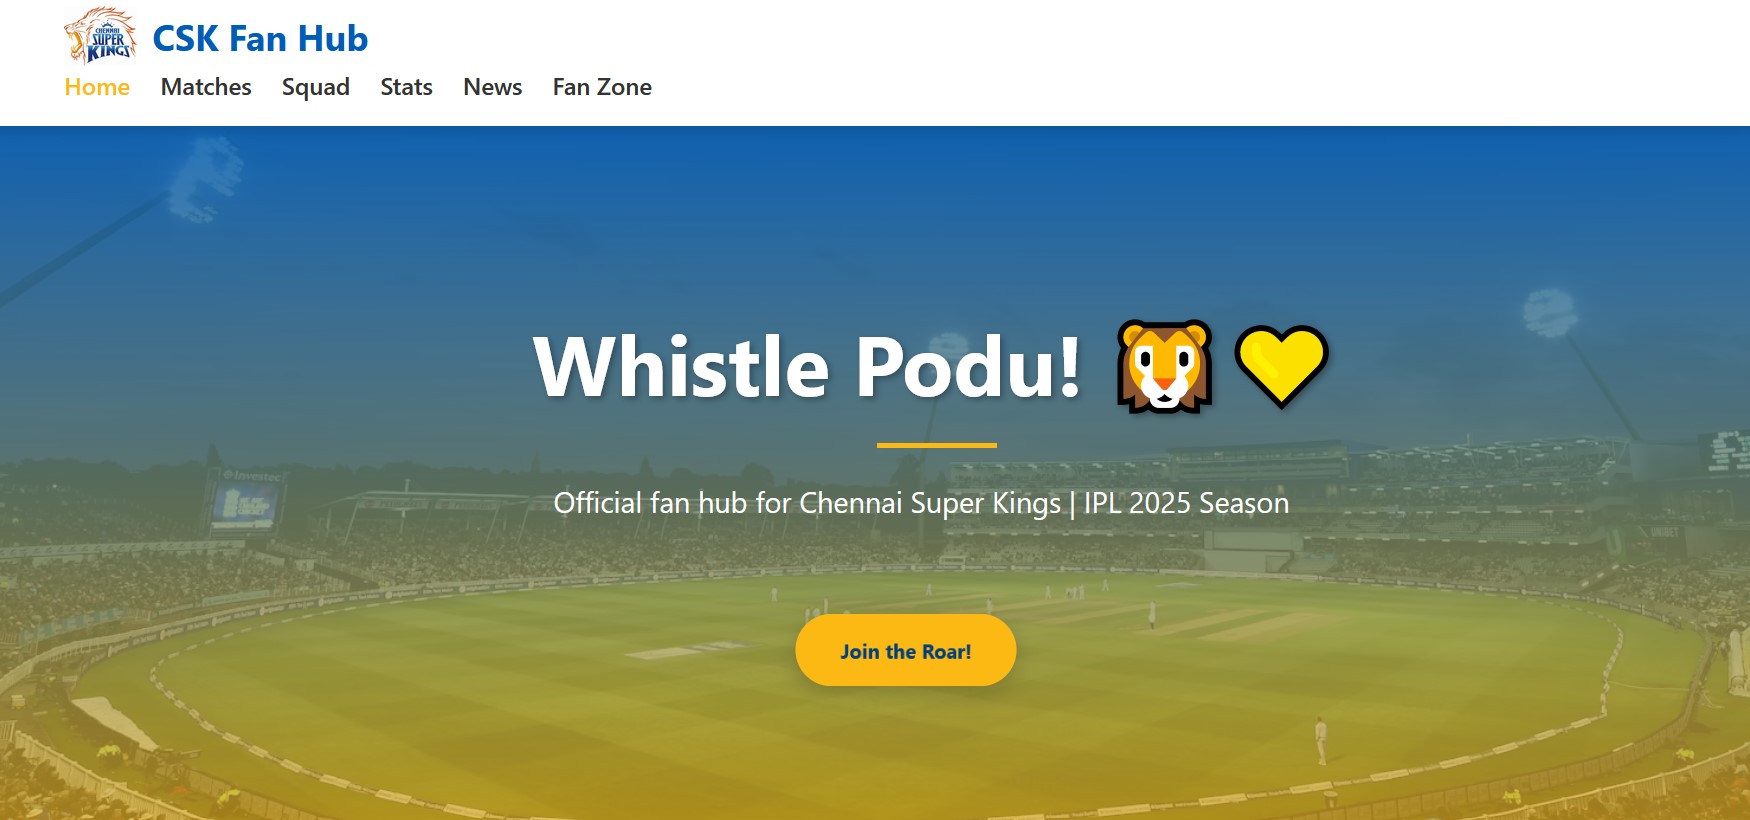 CHENNAI
SUPER
KINGS
CSK Fan Hub
Home Matches Squad Stats News Fan Zone
Whistle Podu! 🦁 💛
Investec
Official fan hub for Chennai Super Kings | IPL 2025 Season
Join the Roar!